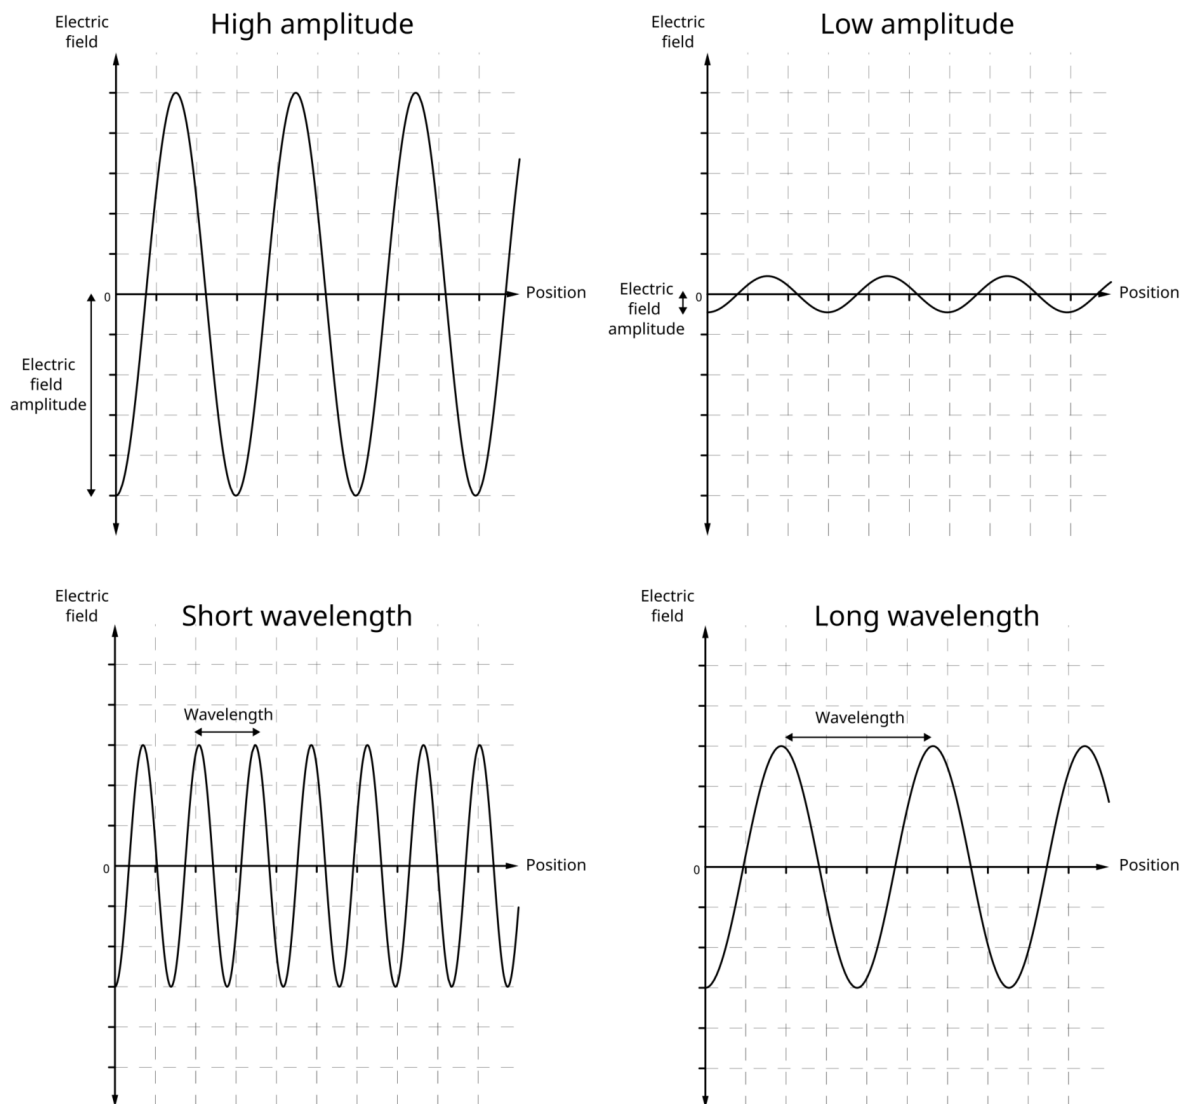 Electric
field
High amplitude
0
Position
Electric
field
amplitude
Electric
field
Low amplitude
Electric
field
amplitude
0
Position
Electric
field
Short wavelength
Wavelength
0
Position
Electric
field
Long wavelength
Wavelength
0
Position